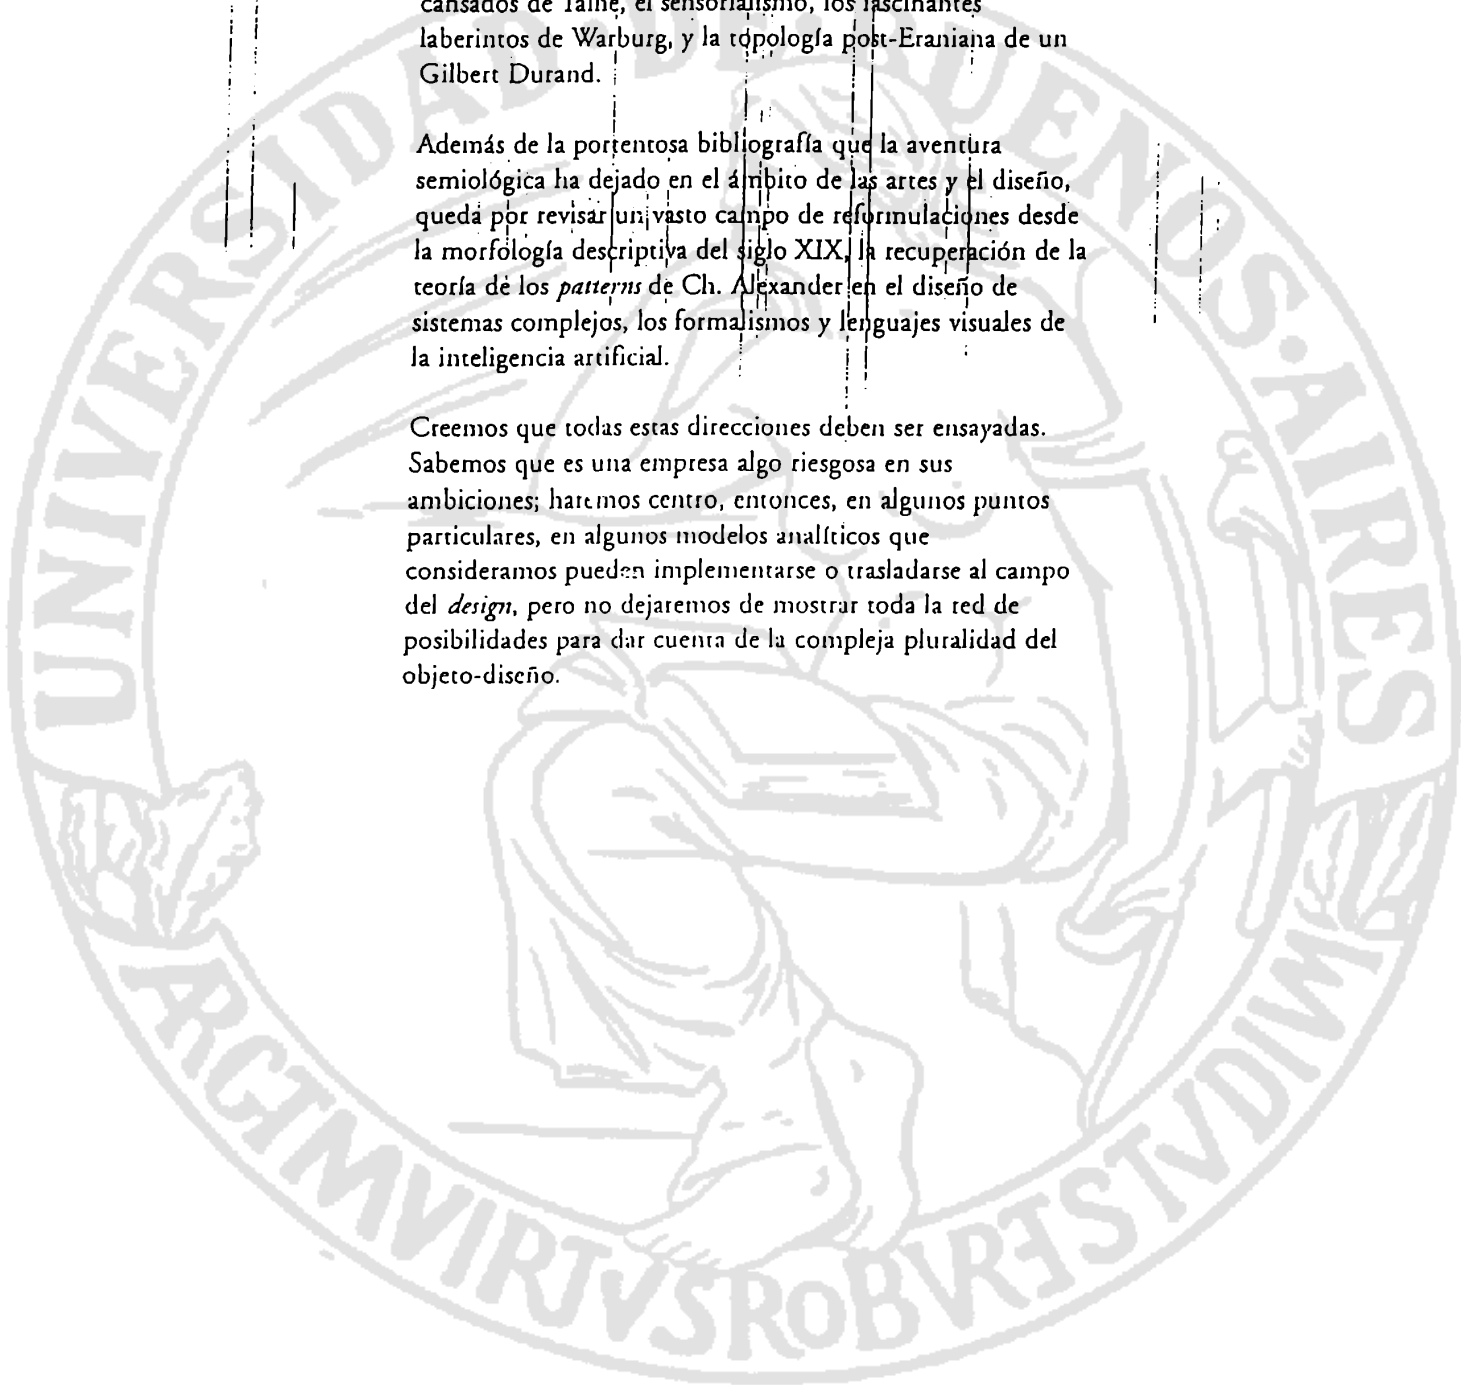 cansados de Taine, el sensorialismo, los fascinantes
laberintos de Warburg, y la topología post-Eraniana de un
Gilbert Durand.
Además de la portentosa bibliografía que la aventura
semiológica ha dejado en el ámbito de las artes y el diseño,
queda por revisar un vasto campo de reformulaciones desde
la morfología descriptiva del siglo XIX, la recuperación de la
teoría de los patterns de Ch. Alexander en el diseño de
sistemas complejos, los formalismos y lenguajes visuales de
la inteligencia artificial.
Creemos que todas estas direcciones deben ser ensayadas.
Sabemos que es una empresa algo riesgosa en sus
ambiciones; haremos centro, entonces, en algunos puntos
particulares, en algunos modelos analíticos que
consideramos pueden implementarse o trasladarse al campo
del design, pero no dejaremos de mostrar toda la red de
posibilidades para dar cuenta de la compleja pluralidad del
objeto-diseño.
UNIVERSIDAD·DE·BUENOS·AIRES
ARGTMVIRTVSROBVRETSTVDIVM